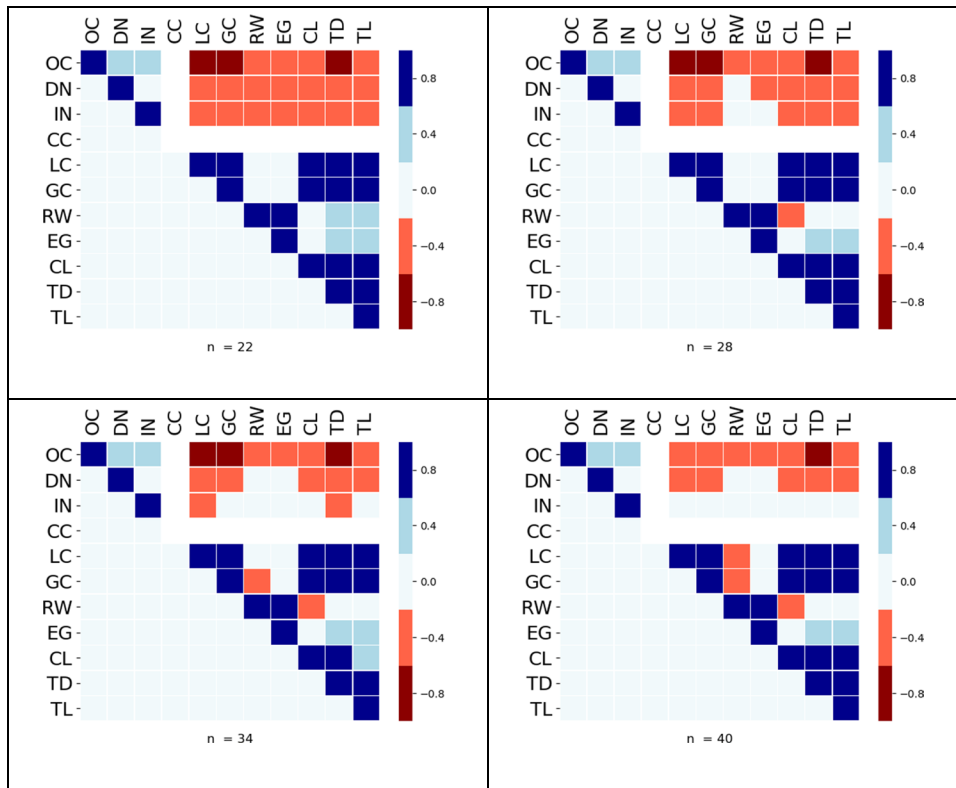 OC DN IN CC LC GC RW EG CL TD TL
OC
DN
IN
CC
LC
GC
RW
EG
CL
TD
TL
0.8
0.4
0.0
−0.4
−0.8
n = 22
OC DN IN CC LC GC RW EG CL TD TL
OC
DN
IN
CC
LC
GC
RW
EG
CL
TD
TL
0.8
0.4
0.0
−0.4
−0.8
n = 28
OC DN IN CC LC GC RW EG CL TD TL
OC
DN
IN
CC
LC
GC
RW
EG
CL
TD
TL
0.8
0.4
0.0
−0.4
−0.8
n = 34
OC DN IN CC LC GC RW EG CL TD TL
OC
DN
IN
CC
LC
GC
RW
EG
CL
TD
TL
0.8
0.4
0.0
−0.4
−0.8
n = 40